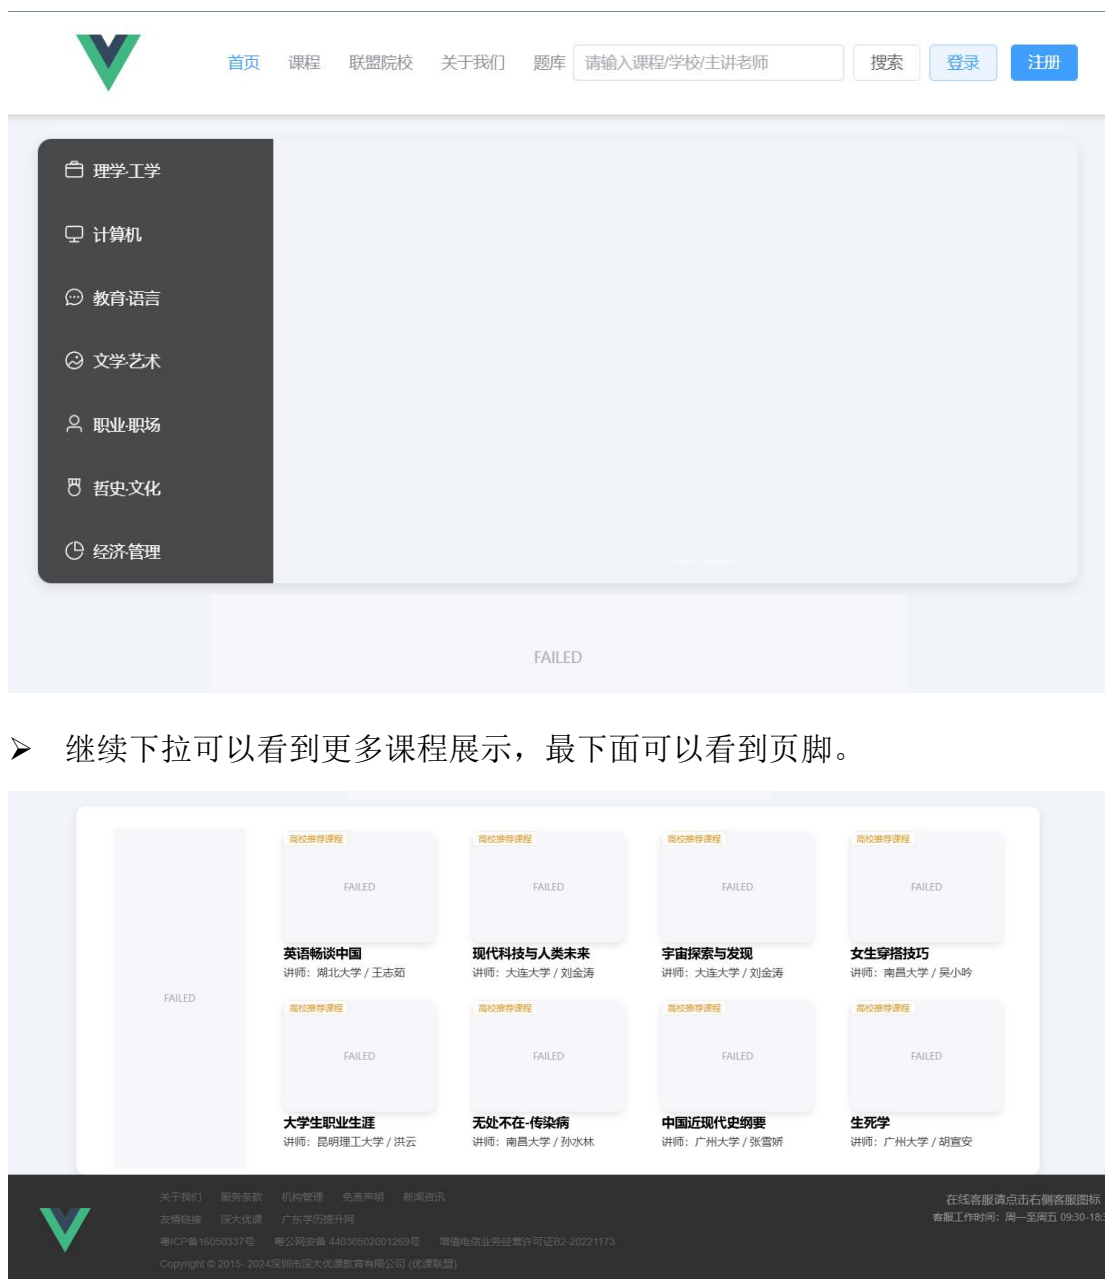 首页 课程 联盟院校 关于我们 题库 请输入课程/学校/主讲老师 搜索 登录 注册
理学·工学
计算机
教育·语言
文学·艺术
职业·职场
哲史·文化
经济·管理
FAILED
➢ 继续下拉可以看到更多课程展示，最下面可以看到页脚。
高校推荐课程 高校推荐课程 高校推荐课程 高校推荐课程
FAILED FAILED FAILED FAILED
英语畅谈中国 现代科技与人类未来 宇宙探索与发现 女生穿搭技巧
讲师：湖北大学 / 王志茹 讲师：大连大学 / 刘金涛 讲师：大连大学 / 刘金涛 讲师：南昌大学 / 吴小吟
FAILED
高校推荐课程 高校推荐课程 高校推荐课程 高校推荐课程
FAILED FAILED FAILED FAILED
大学生职业生涯 无处不在-传染病 中国近现代史纲要 生死学
讲师：昆明理工大学 / 洪云 讲师：南昌大学 / 孙水林 讲师：广州大学 / 张雪娇 讲师：广州大学 / 胡宜安
关于我们 服务条款 机构管理 免责声明 新闻资讯
在线客服请点击右侧客服图标
友情链接 深大优课 广东学历提升网
客服工作时间：周一至周五 09:30-18:3
粤ICP备16050337号 粤公网安备 44030502001269号 增值电信业务经营许可证B2-20221173
Copyright © 2015- 2024深圳市深大优课教育有限公司 (优课联盟)